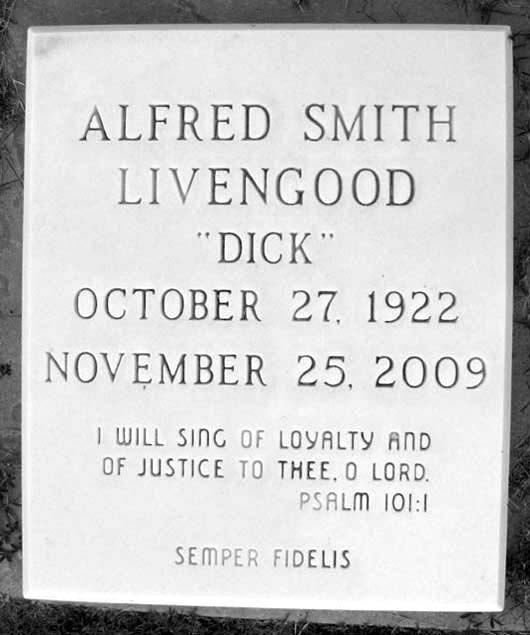 ALFRED SMITH
LIVENGOOD
"DICK"
OCTOBER 27, 1922
NOVEMBER 25, 2009
I WILL SING OF LOYALTY AND
OF JUSTICE TO THEE, O LORD.
PSALM 101:1
SEMPER FIDELIS